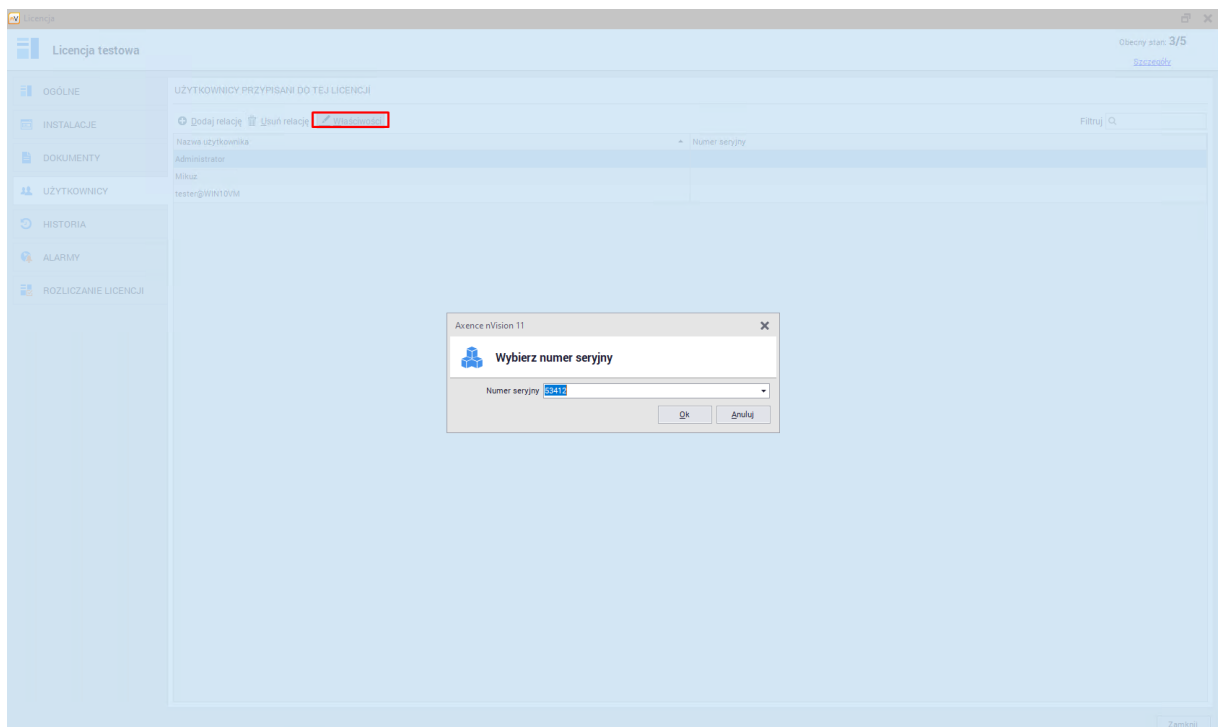 nV Licencja
Licencja testowa
Obecny stan: 3/5
Szczegóły
OGÓLNE
INSTALACJE
DOKUMENTY
UŻYTKOWNICY
HISTORIA
ALARMY
ROZLICZANIE LICENCJI
UŻYTKOWNICY PRZYPISANI DO TEJ LICENCJI
Dodaj relację Usuń relację Właściwości Filtruj
Nazwa użytkownika Numer seryjny
Administrator
Mikus
tester@WIN10VM
Axence nVision 11
Wybierz numer seryjny
Numer seryjny 53412
Ok Anuluj
Zamknij